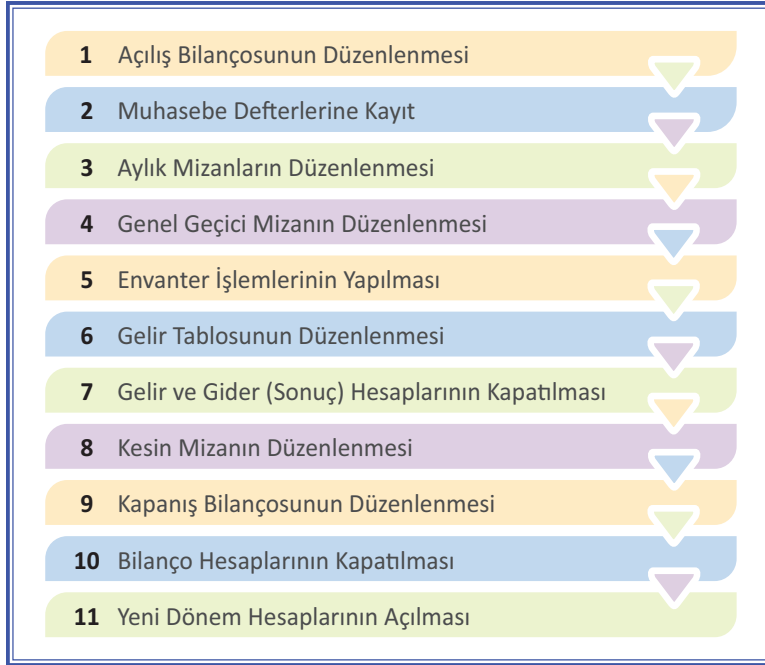 1 Açılış Bilançosunun Düzenlenmesi
2 Muhasebe Defterlerine Kayıt
3 Aylık Mizanların Düzenlenmesi
4 Genel Geçici Mizanın Düzenlenmesi
5 Envanter İşlemlerinin Yapılması
6 Gelir Tablosunun Düzenlenmesi
7 Gelir ve Gider (Sonuç) Hesaplarının Kapatılması
8 Kesin Mizanın Düzenlenmesi
9 Kapanış Bilançosunun Düzenlenmesi
10 Bilanço Hesaplarının Kapatılması
11 Yeni Dönem Hesaplarının Açılması